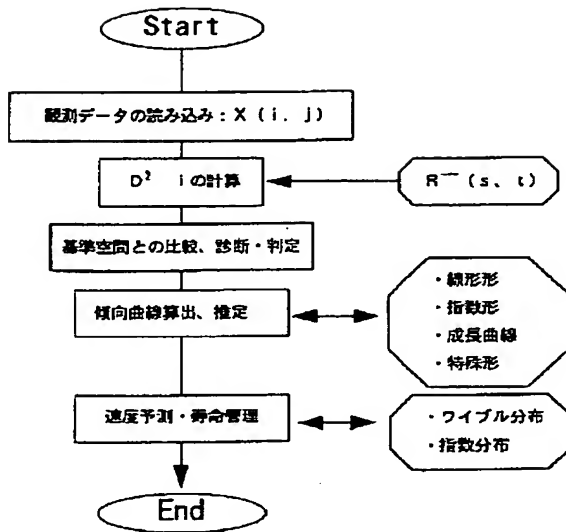 Start
観測データの読み込み：X（i．j）
D² i の計算
R￣（s、t）
基準空間との比較、診断・判定
傾向曲線算出、推定
・線形形
・指数形
・成長曲線
・特殊形
速度予測・寿命管理
・ワイブル分布
・指数分布
End